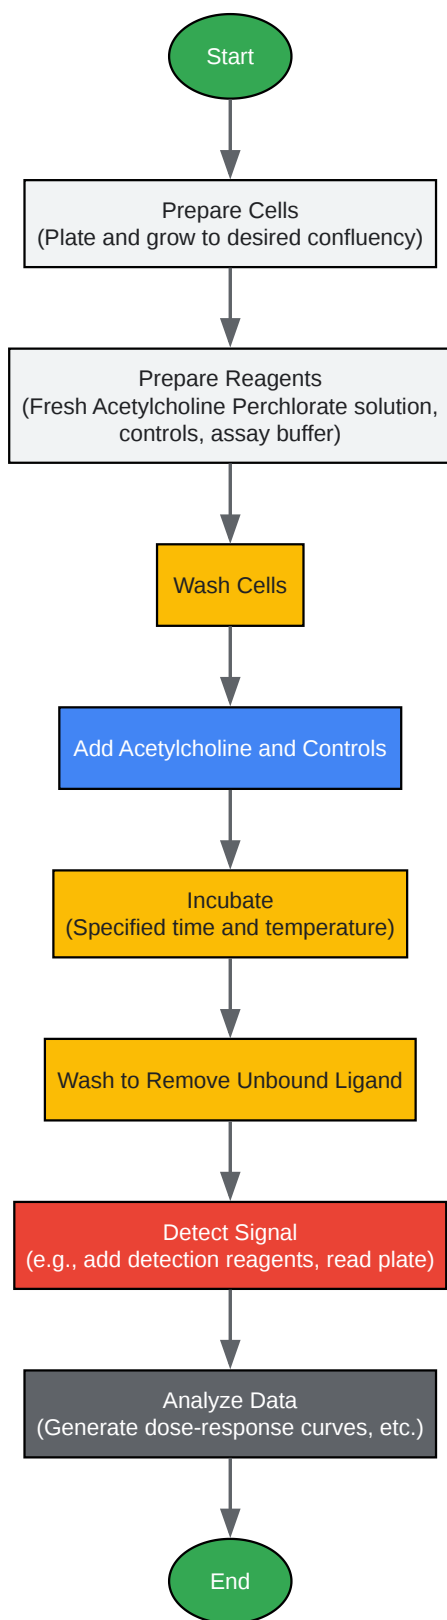 Start
Prepare Cells
(Plate and grow to desired confluency)
Prepare Reagents
(Fresh Acetylcholine Perchlorate solution,
controls, assay buffer)
Wash Cells
Add Acetylcholine and Controls
Incubate
(Specified time and temperature)
Wash to Remove Unbound Ligand
Detect Signal
(e.g., add detection reagents, read plate)
Analyze Data
(Generate dose-response curves, etc.)
End